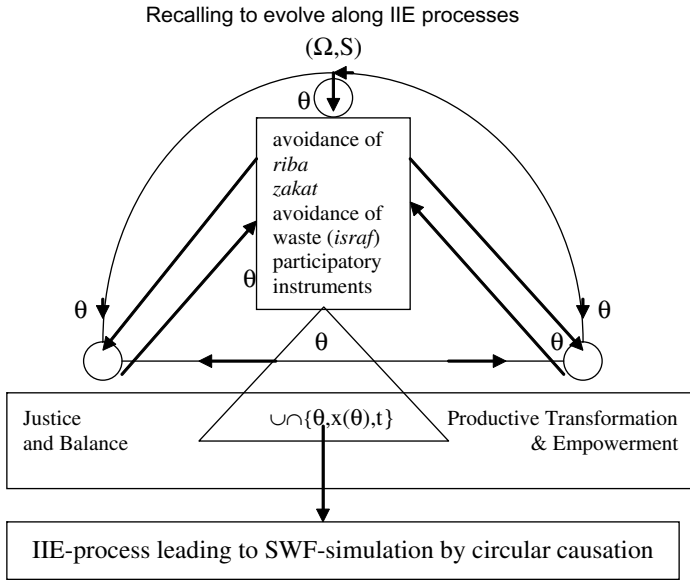 Recalling to evolve along IIE processes
(Ω,S)
θ
avoidance of
riba
zakat
avoidance of
waste (israf)
participatory
instruments
θ
θ
θ
θ
θ
Justice
and Balance
∪∩{θ,x(θ),t}
Productive Transformation
& Empowerment
IIE-process leading to SWF-simulation by circular causation